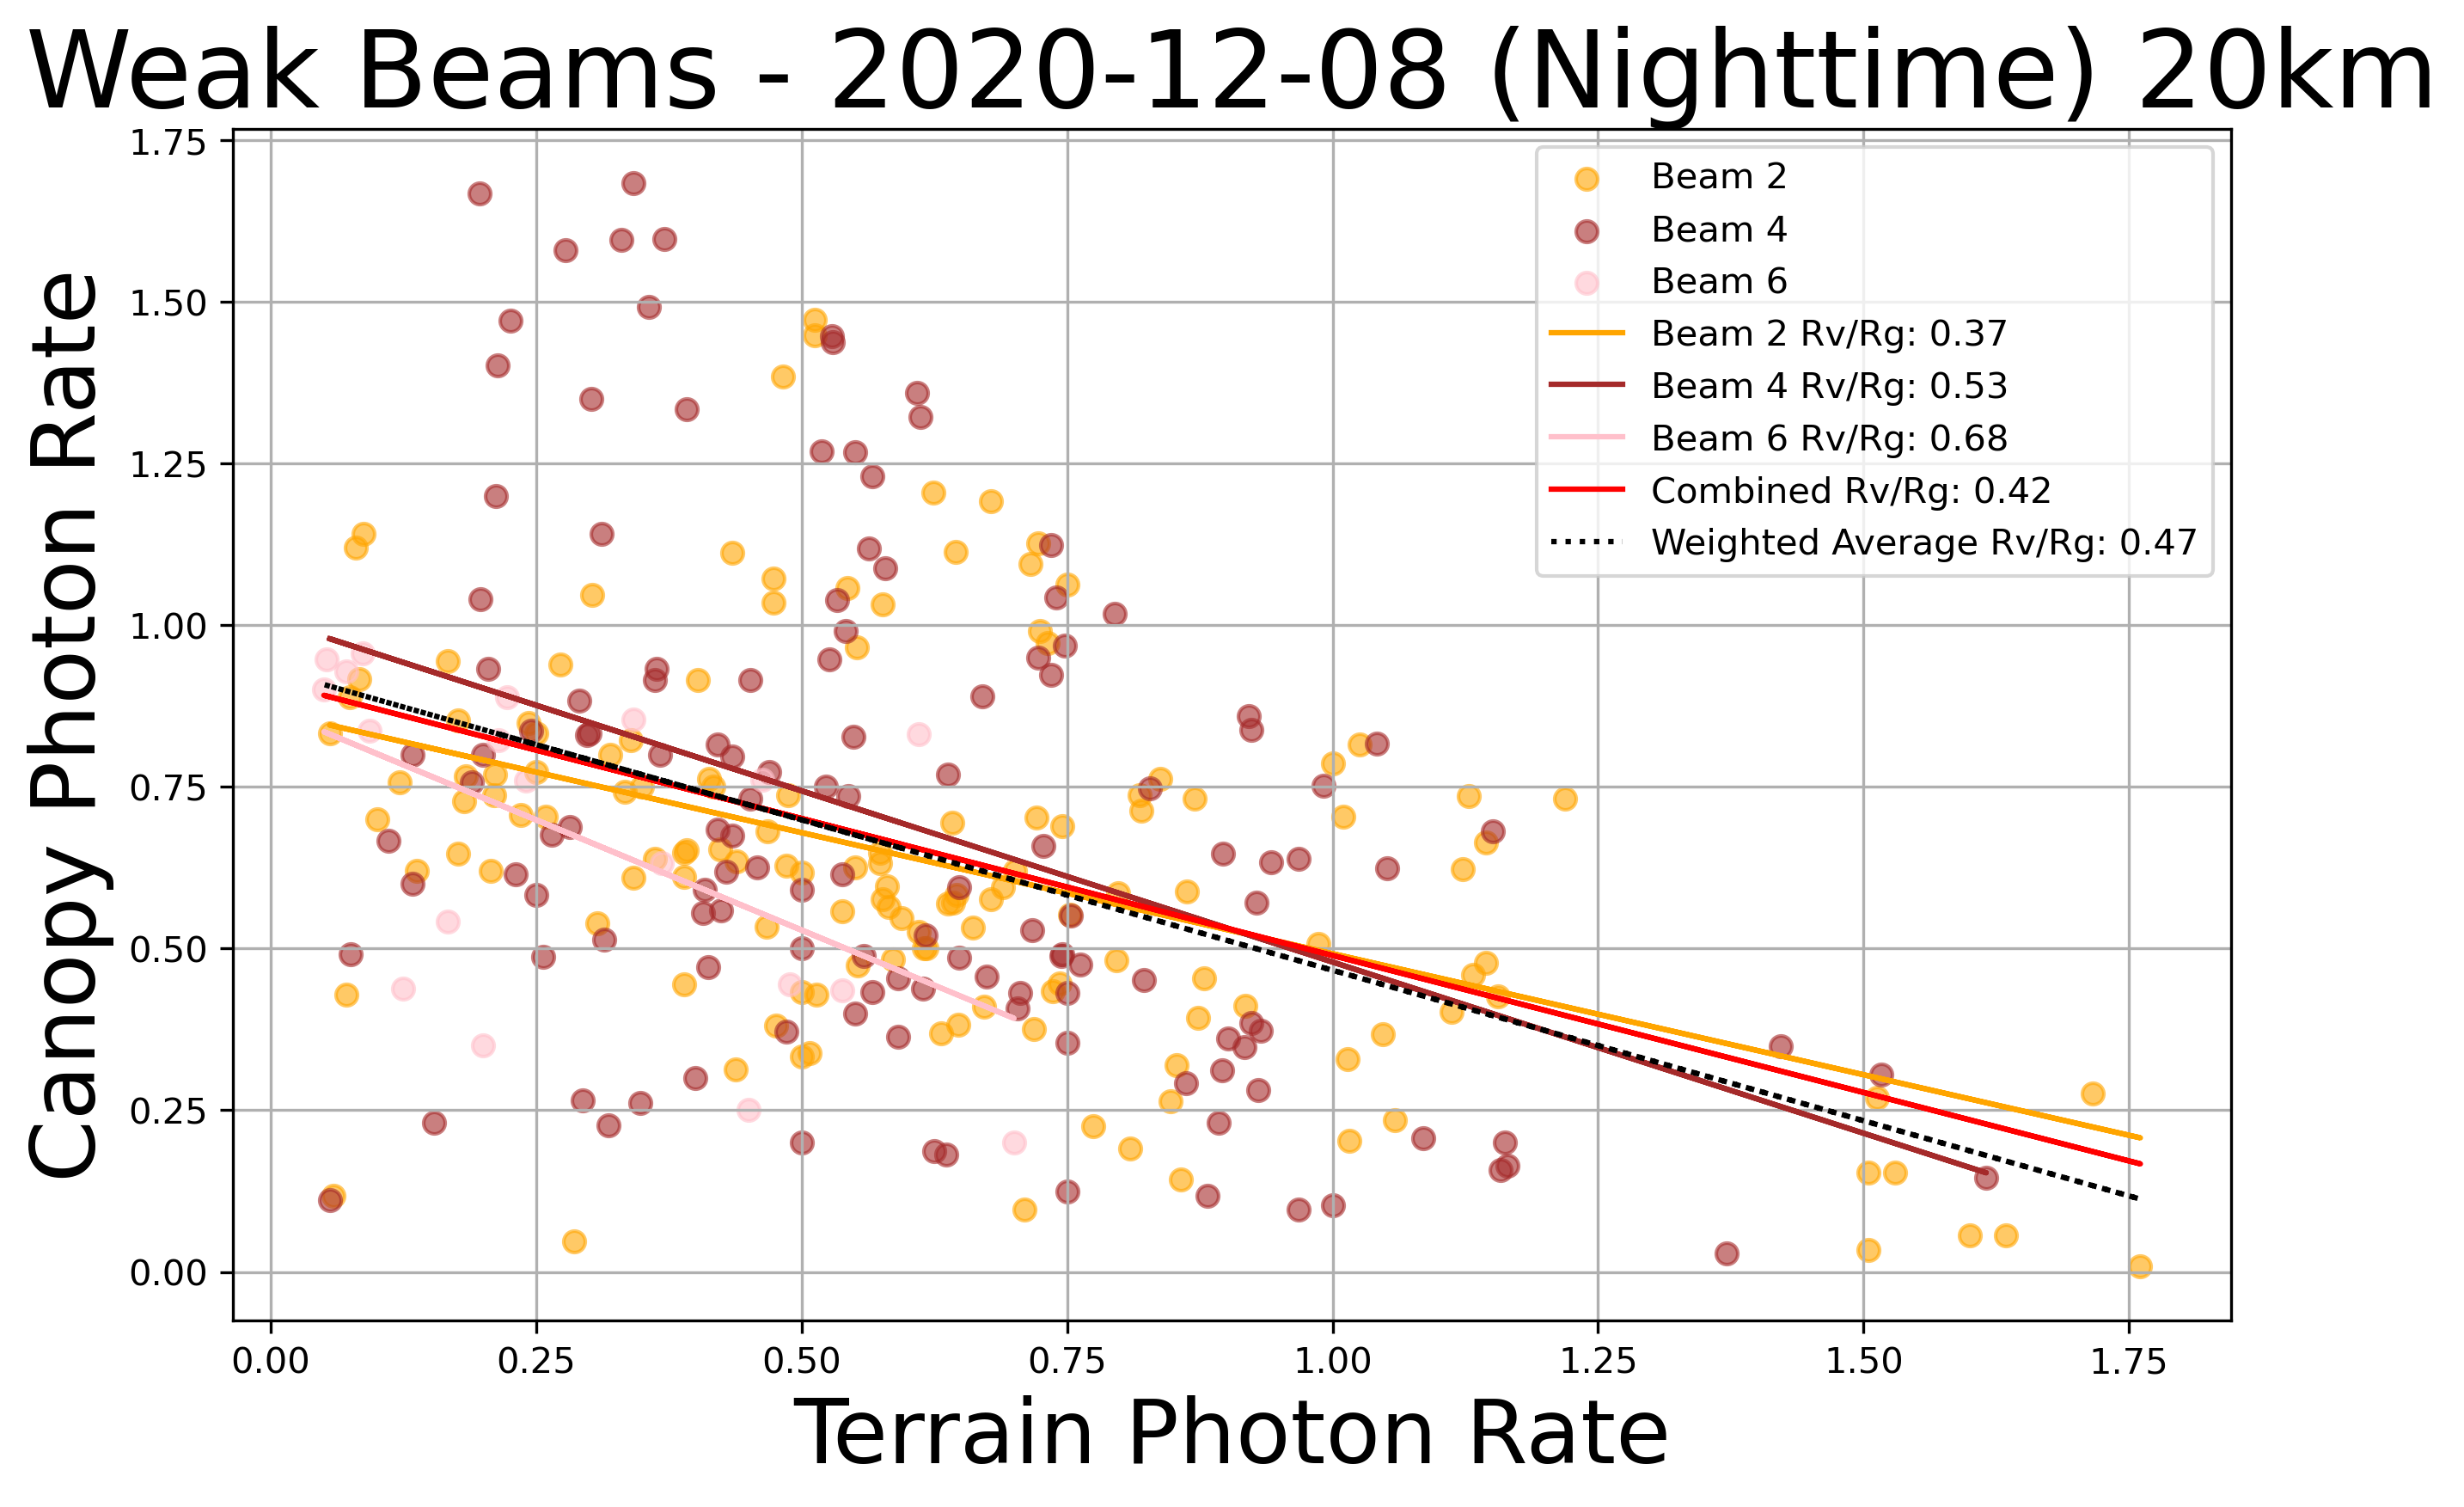 Weak Beams - 2020-12-08 (Nighttime) 20km
Canopy Photon Rate
1.75
1.50
1.25
1.00
0.75
0.50
0.25
0.00
Beam 2
Beam 4
Beam 6
Beam 2 Rv/Rg: 0.37
Beam 4 Rv/Rg: 0.53
Beam 6 Rv/Rg: 0.68
Combined Rv/Rg: 0.42
Weighted Average Rv/Rg: 0.47
0.00 0.25 0.50 0.75 1.00 1.25 1.50 1.75
Terrain Photon Rate